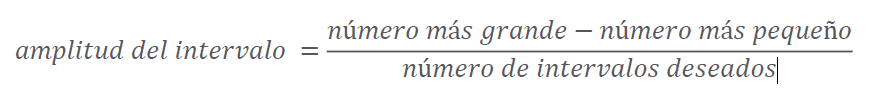 amplitud del intervalo = número más grande − número más pequeño
número de intervalos deseados